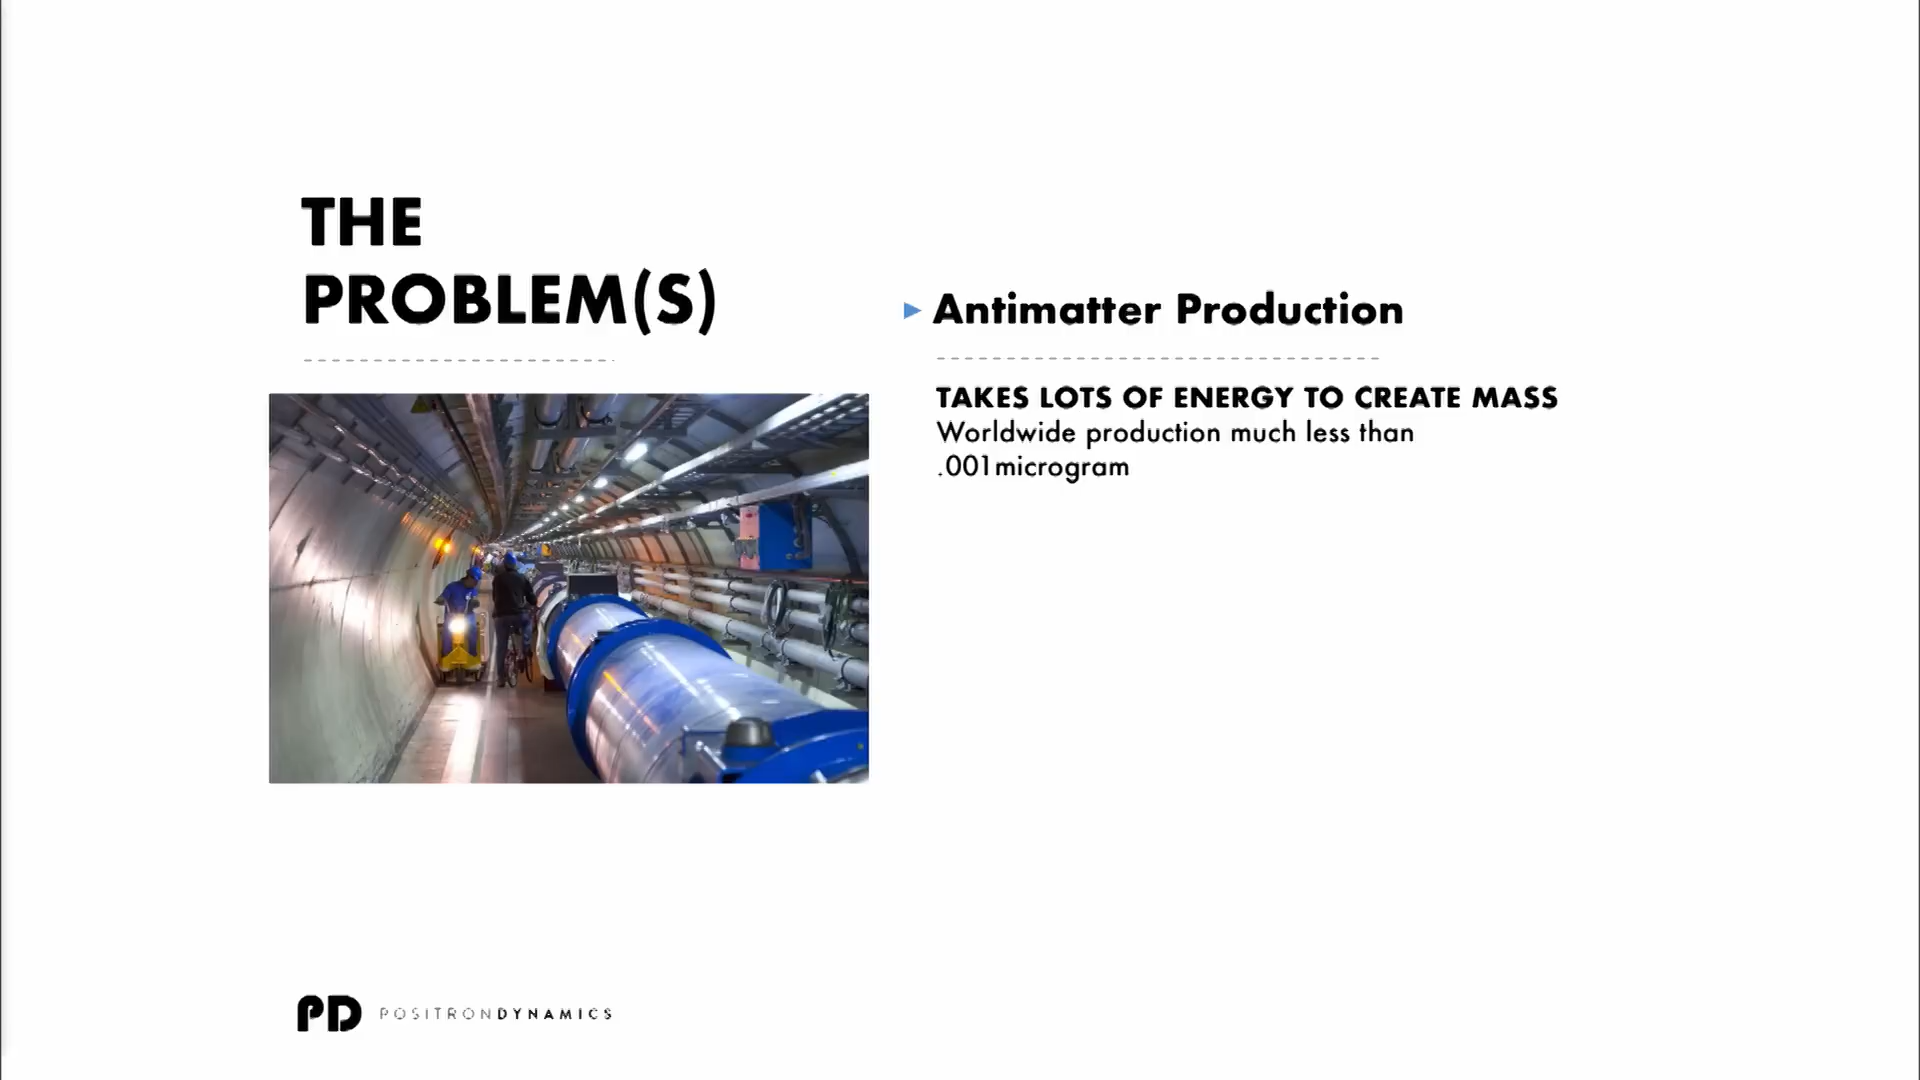 THE
PROBLEM(S)
Antimatter Production
TAKES LOTS OF ENERGY TO CREATE MASS
Worldwide production much less than
.001microgram
PD POSITRONDYNAMICS